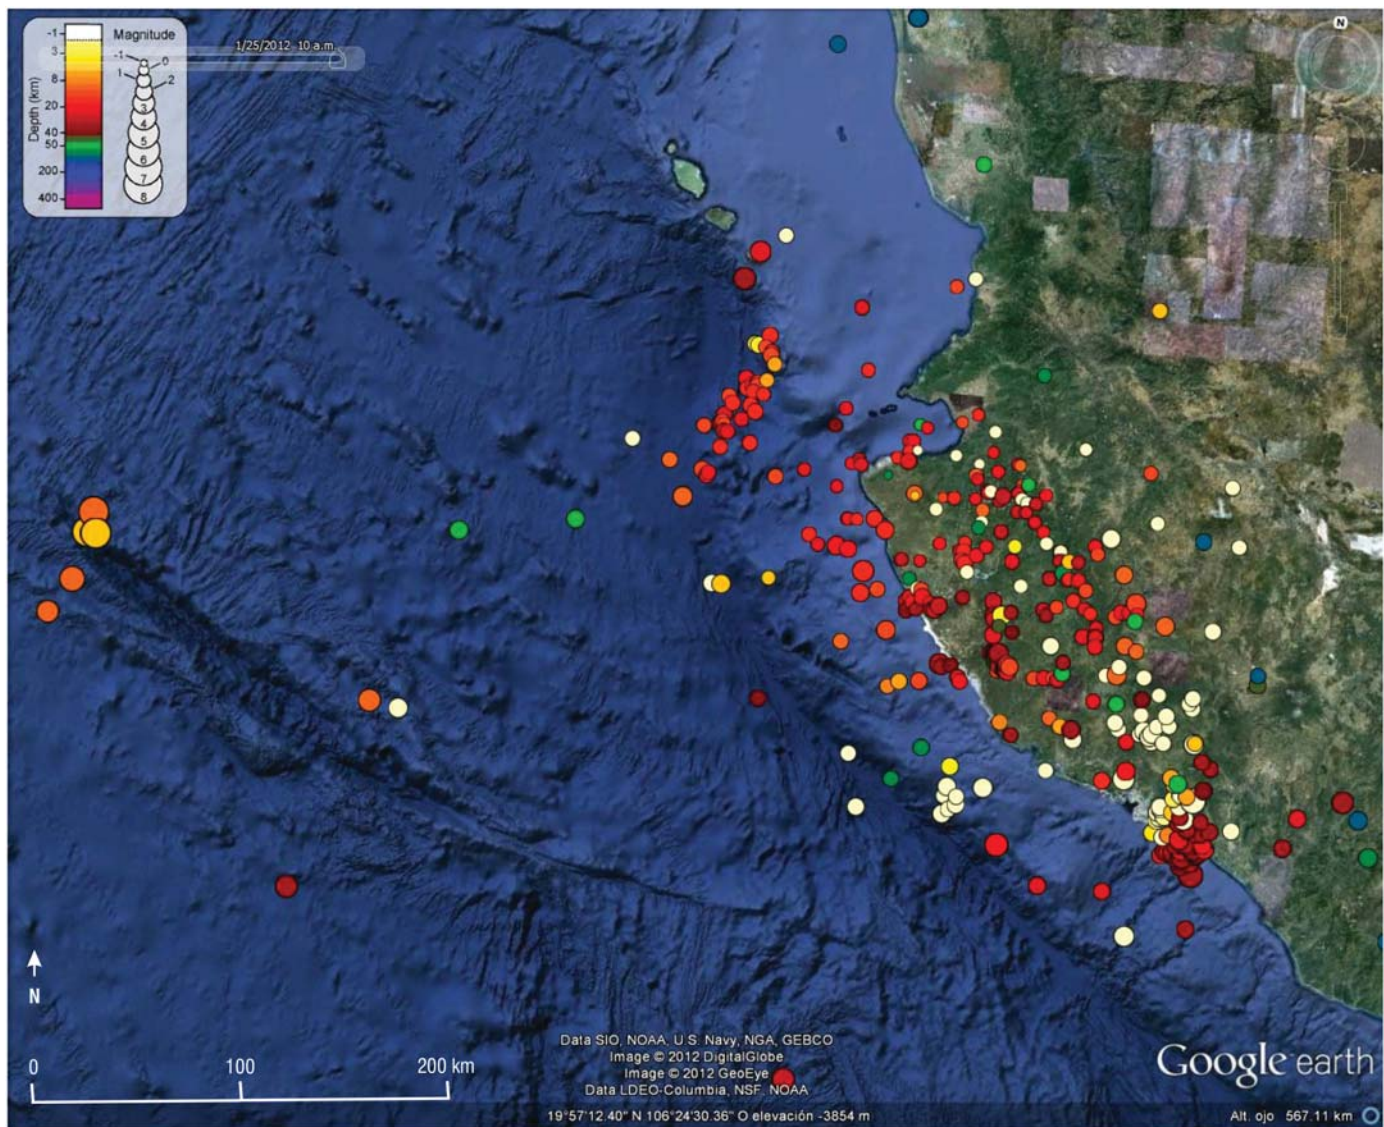 Magnitude
Depth (km)
-1
3
8
20
40
50
200
400
-1
0
1
2
3
4
5
6
7
8
1/25/2012 10 a.m.
N
N
0 100 200 km
Data SIO, NOAA, U.S. Navy, NGA, GEBCO
Image © 2012 DigitalGlobe
Image © 2012 GeoEye
Data LDEO-Columbia, NSF, NOAA
Google earth
19°57'12.40" N 106°24'30.36" O elevación -3854 m
Alt. ojo 567.11 km